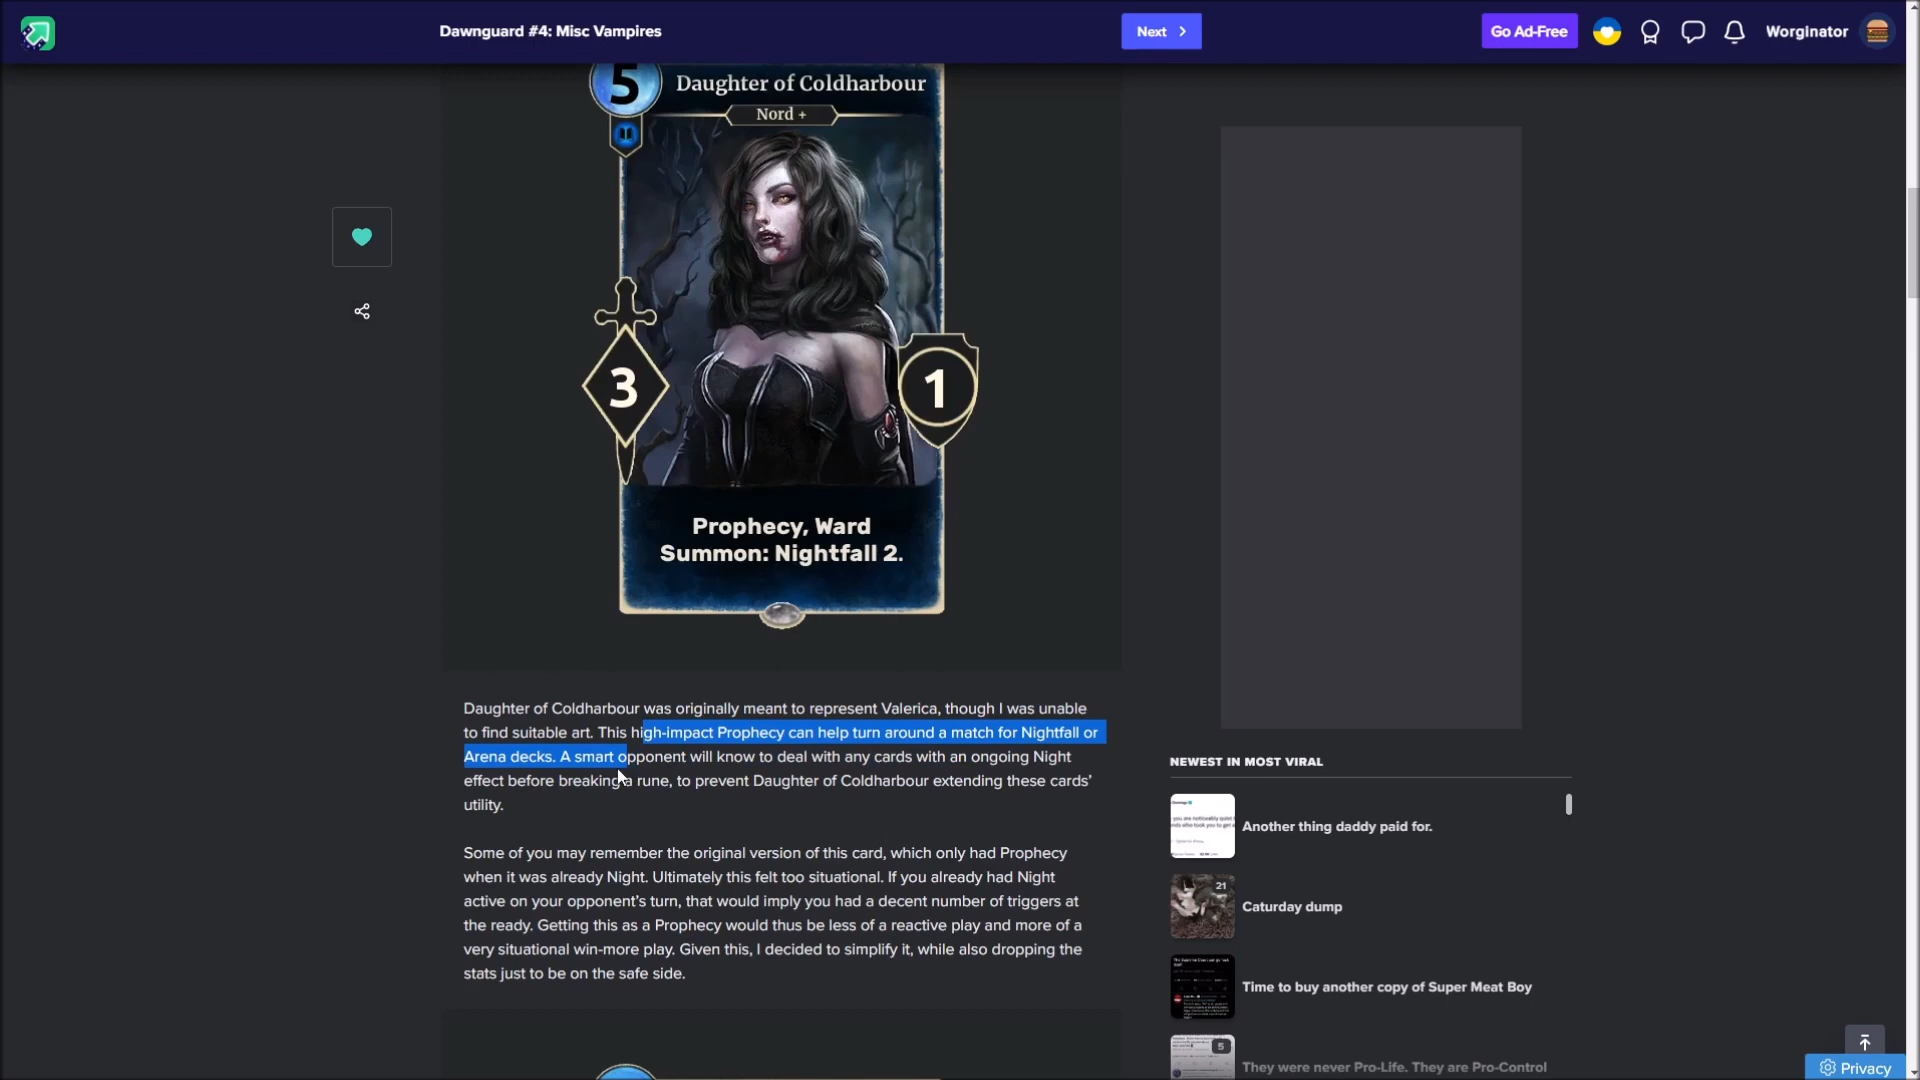 Dawnguard #4: Misc Vampires
Next
Go Ad-Free
Worginator
5
Daughter of Coldharbour
Nord +
3
1
Prophecy, Ward
Summon: Nightfall 2.
Daughter of Coldharbour was originally meant to represent Valerica, though I was unable
to find suitable art. This high-impact Prophecy can help turn around a match for Nightfall or
Arena decks. A smart opponent will know to deal with any cards with an ongoing Night
effect before breaking a rune, to prevent Daughter of Coldharbour extending these cards'
utility.
Some of you may remember the original version of this card, which only had Prophecy
when it was already Night. Ultimately this felt too situational. If you already had Night
active on your opponent's turn, that would imply you had a decent number of triggers at
the ready. Getting this as a Prophecy would thus be less of a reactive play and more of a
very situational win-more play. Given this, I decided to simplify it, while also dropping the
stats just to be on the safe side.
NEWEST IN MOST VIRAL
Another thing daddy paid for.
21
Caturday dump
Time to buy another copy of Super Meat Boy
5
They were never Pro-Life. They are Pro-Control
Privacy